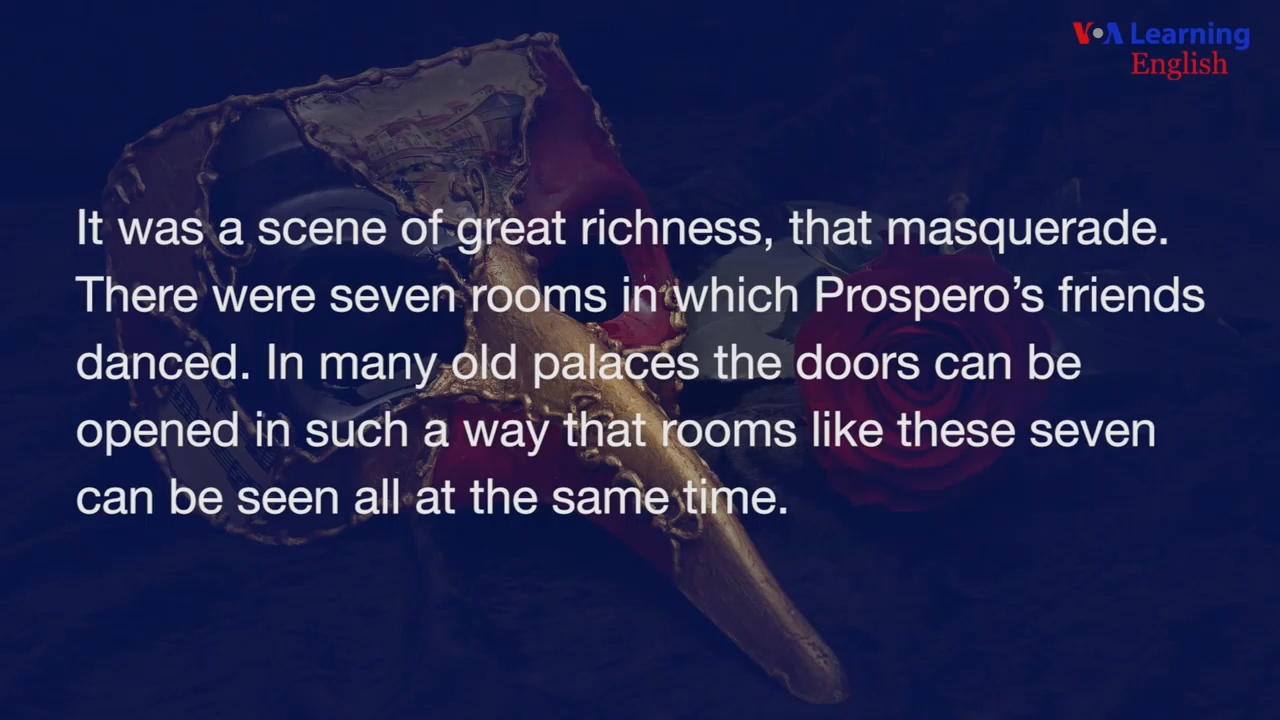 VOA Learning
English
It was a scene of great richness, that masquerade.
There were seven rooms in which Prospero’s friends
danced. In many old palaces the doors can be
opened in such a way that rooms like these seven
can be seen all at the same time.